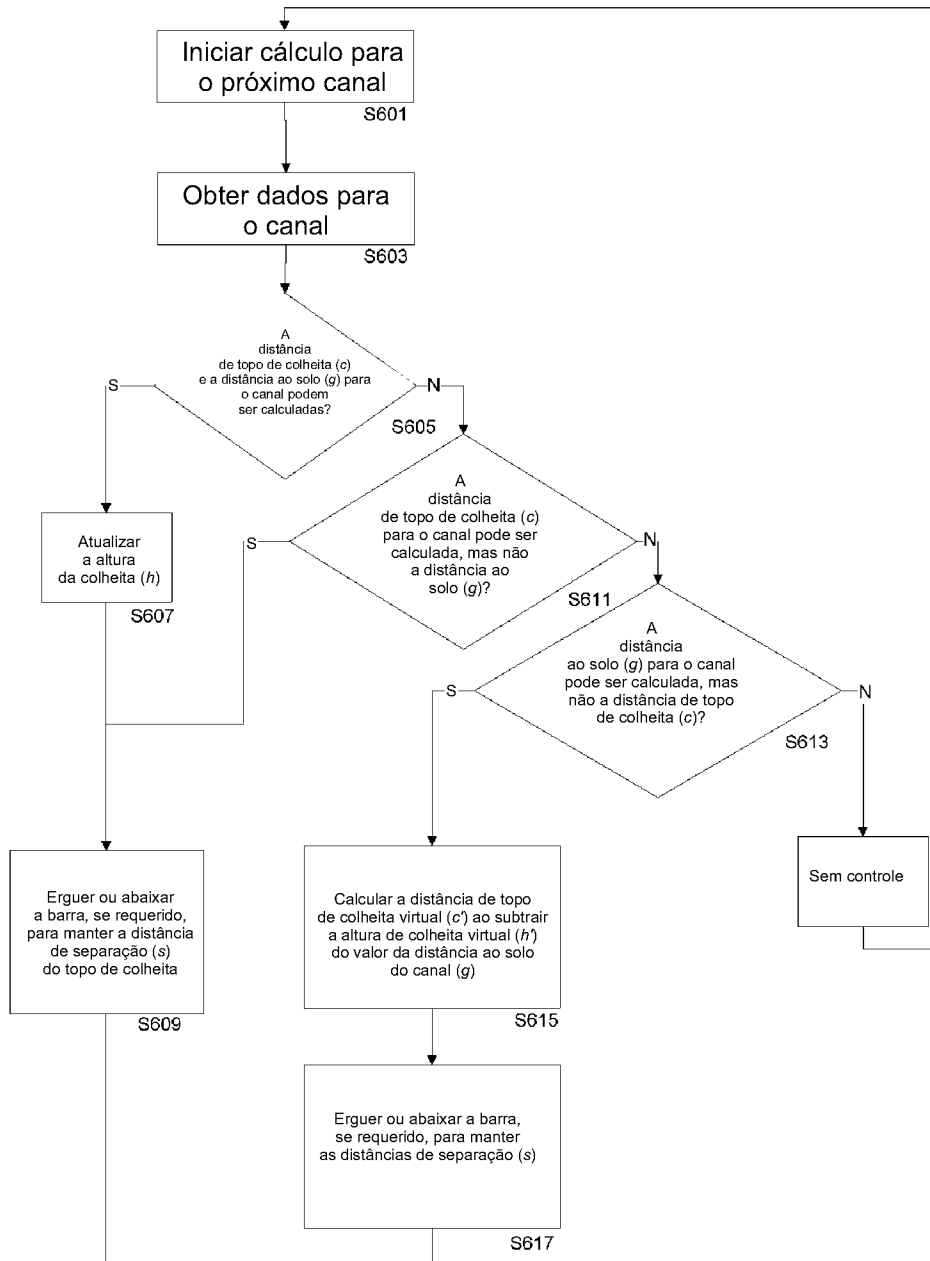 Iniciar cálculo para
o próximo canal
S601
Obter dados para
o canal
S603
A
distância
de topo de colheita (c)
e a distância ao solo (g) para
o canal podem
ser calculadas?
S
N
S605
A
distância
de topo de colheita (c)
para o canal pode ser
calculada, mas não
a distância ao
solo (g)?
S
N
S611
Atualizar
a altura
da colheita (h)
S607
A
distância
ao solo (g) para o canal
pode ser calculada, mas
não a distância de topo
de colheita (c)?
S
N
S613
Erguer ou abaixar
a barra, se requerido,
para manter a distância
de separação (s)
do topo de colheita
S609
Calcular a distância de topo
de colheita virtual (c') ao subtrair
a altura de colheita virtual (h')
do valor da distância ao solo
do canal (g)
S615
Sem controle
Erguer ou abaixar a barra,
se requerido, para manter
as distâncias de separação (s)
S617